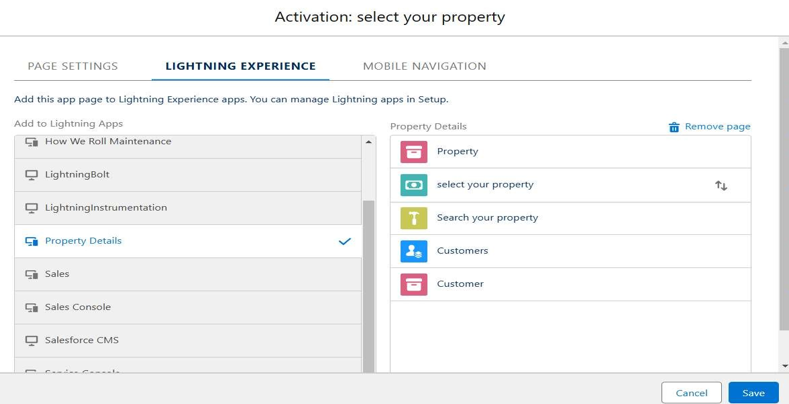 Activation: select your property
PAGE SETTINGS
LIGHTNING EXPERIENCE
MOBILE NAVIGATION
Add this app page to Lightning Experience apps. You can manage Lightning apps in Setup.
Add to Lightning Apps
How We Roll Maintenance
LightningBolt
LightningInstrumentation
Property Details
Sales
Sales Console
Salesforce CMS
Service Console
Property Details
Remove page
Property
select your property
Search your property
Customers
Customer
Cancel
Save